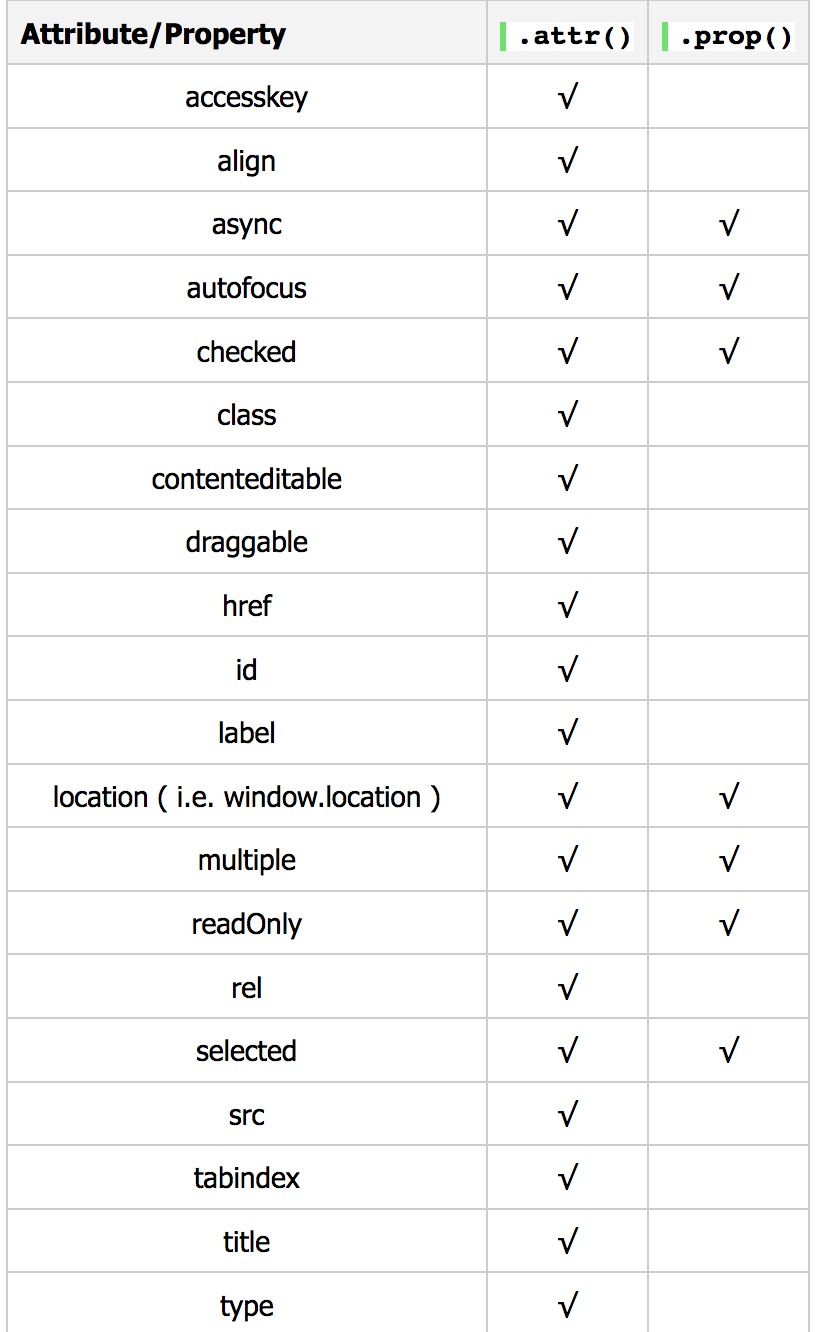 Attribute/Property .attr() .prop()
accesskey √
align √
async √ √
autofocus √ √
checked √ √
class √
contenteditable √
draggable √
href √
id √
label √
location ( i.e. window.location ) √ √
multiple √ √
readOnly √ √
rel √
selected √ √
src √
tabindex √
title √
type √